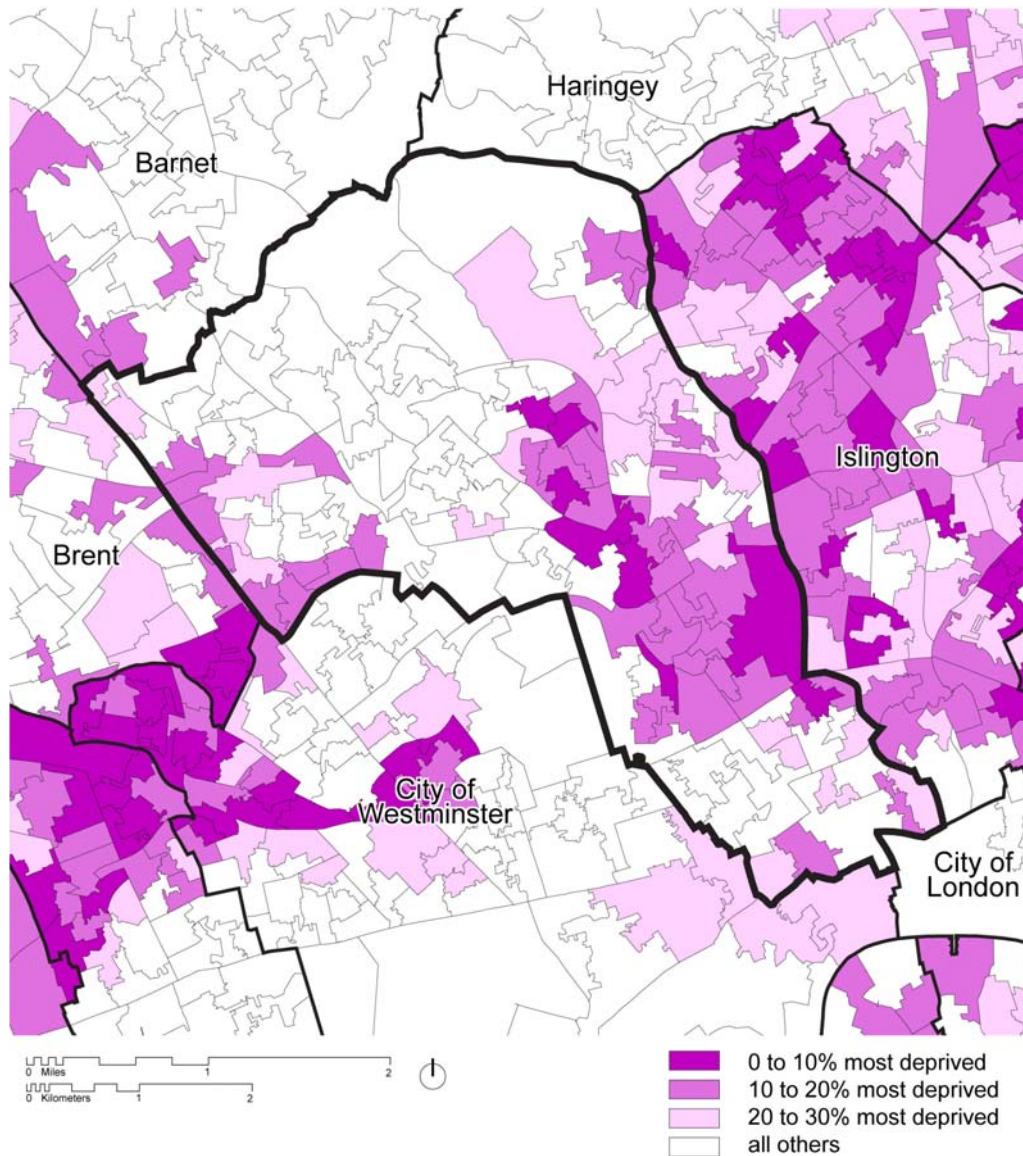 Haringey
Barnet
Islington
Brent
City of
Westminster
City of
London
0 Miles 1 2
0 Kilometers 1 2
0 to 10% most deprived
10 to 20% most deprived
20 to 30% most deprived
all others